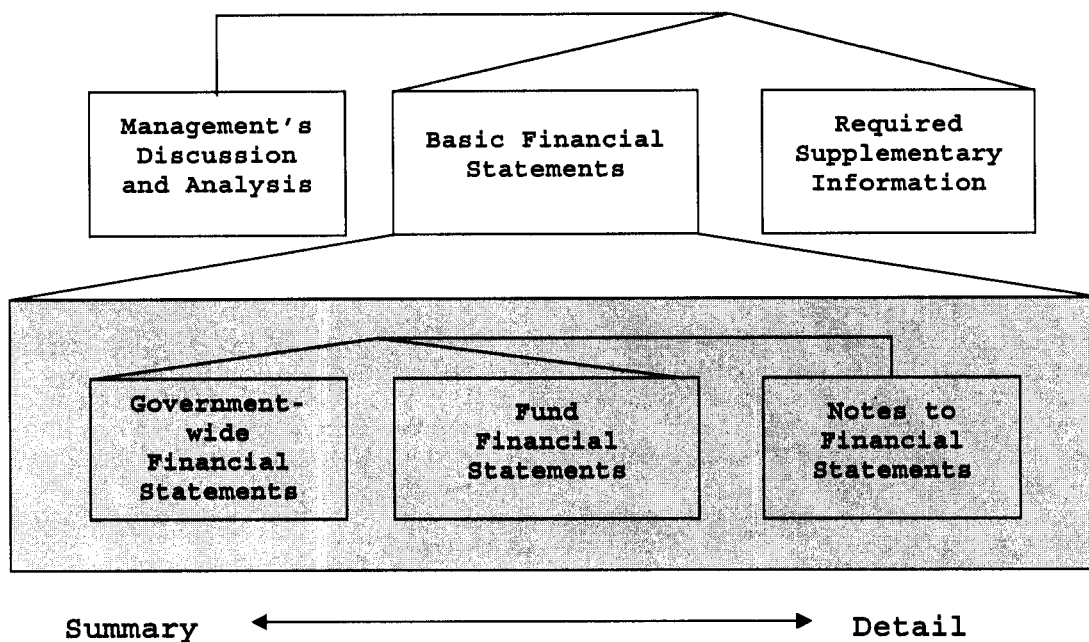 Management's
Discussion
and Analysis
Basic Financial
Statements
Required
Supplementary
Information
Government-
wide
Financial
Statements
Fund
Financial
Statements
Notes to
Financial
Statements
Summary
Detail